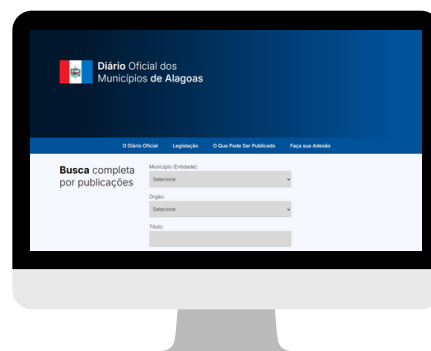 Diário Oficial dos
Municípios de Alagoas
O Diário Oficial Legislação O Que Pode Ser Publicado Faça sua Adesão
Busca completa
por publicações
Município (Entidade):
Selecione
Órgão:
Selecione
Título: